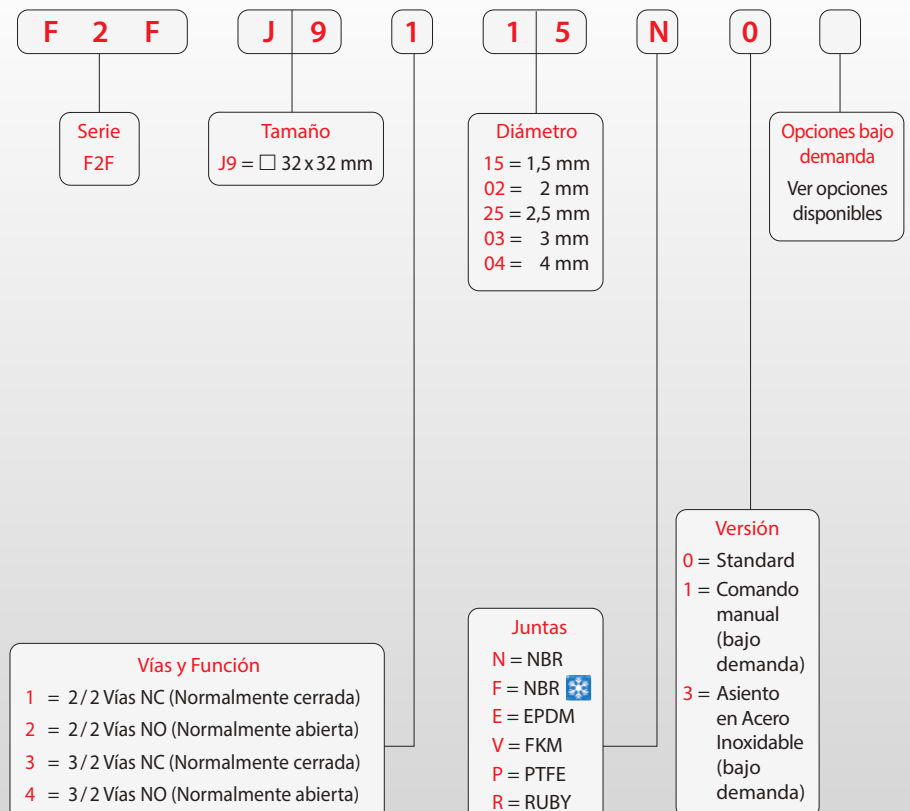 F 2 F J 9 1 1 5 N 0
Serie
F2F
Tamaño
J9 = □ 32 x 32 mm
Diámetro
15 = 1,5 mm
02 = 2 mm
25 = 2,5 mm
03 = 3 mm
04 = 4 mm
Opciones bajo
demanda
Ver opciones
disponibles
Vías y Función
1 = 2/2 Vías NC (Normalmente cerrada)
2 = 2/2 Vías NO (Normalmente abierta)
3 = 3/2 Vías NC (Normalmente cerrada)
4 = 3/2 Vías NO (Normalmente abierta)
Juntas
N = NBR
F = NBR
E = EPDM
V = FKM
P = PTFE
R = RUBY
Versión
0 = Standard
1 = Comando
manual
(bajo
demanda)
3 = Asiento
en Acero
Inoxidable
(bajo
demanda)